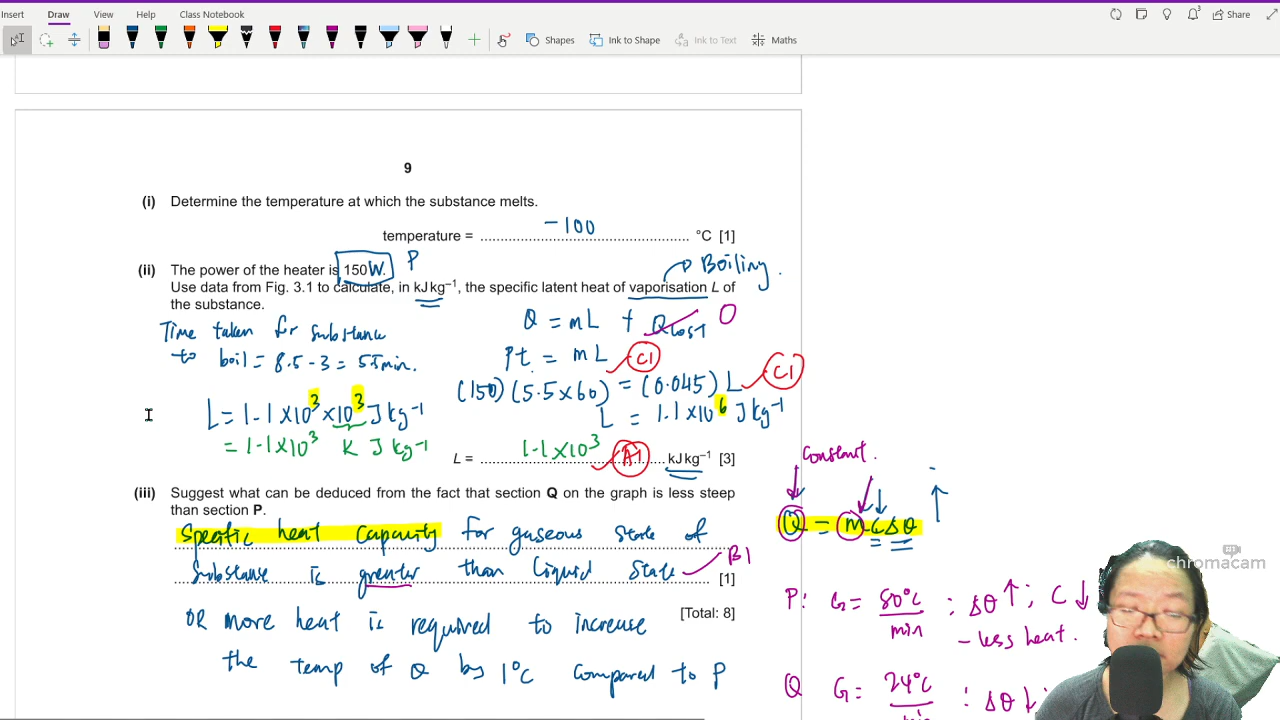 Insert Draw View Help Class Notebook
Share
Shapes Ink to Shape Ink to Text Maths
9
(i) Determine the temperature at which the substance melts.
temperature = −100 °C [1]
(ii) The power of the heater is 150W. P
Boiling.
Use data from Fig. 3.1 to calculate, in kJ kg⁻¹, the specific latent heat of vaporisation L of
the substance.
Time taken for substance
to boil = 8.5 - 3 = 5.5 min.
Q = mL + Q lost 0
Pt = mL C1
(150)(5.5×60) = (0.045) L C1
L = 1.1×10⁶ J kg⁻¹
L = 1.1×10³ ×10³ J kg⁻¹
= 1.1×10³ K J kg⁻¹
L = 1.1×10³ A1 kJ kg⁻¹ [3]
(iii) Suggest what can be deduced from the fact that section Q on the graph is less steep
than section P.
Specific heat capacity for gaseous state of
substance is greater than liquid state B1
[1]
[Total: 8]
OR more heat is required to increase
the temp of Q by 1°C compared to P
constant.
Q = m c Δθ ↑
P: G = 80°C/min : Δθ↑ ; C↓
- less heat.
Q G = 24°C/min : Δθ↓
chromacam